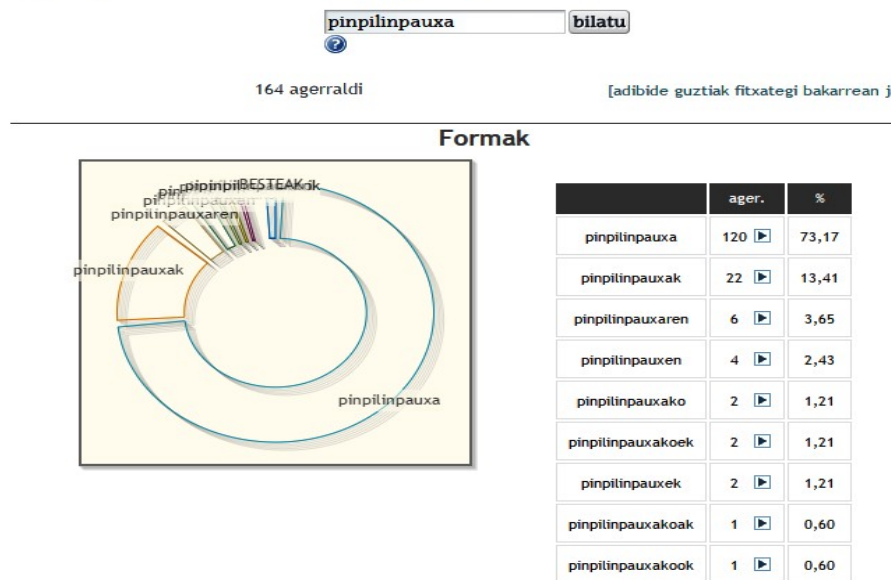 pinpilinpauxa bilatu
?
164 agerraldi [adibide guztiak fitxategi bakarrean j
Formak
BESTEAK
pinpilinpauxaren
pinpilinpauxak
pinpilinpauxa
ager. %
pinpilinpauxa 120 73,17
pinpilinpauxak 22 13,41
pinpilinpauxaren 6 3,65
pinpilinpauxen 4 2,43
pinpilinpauxako 2 1,21
pinpilinpauxakoek 2 1,21
pinpilinpauxek 2 1,21
pinpilinpauxakoak 1 0,60
pinpilinpauxakook 1 0,60